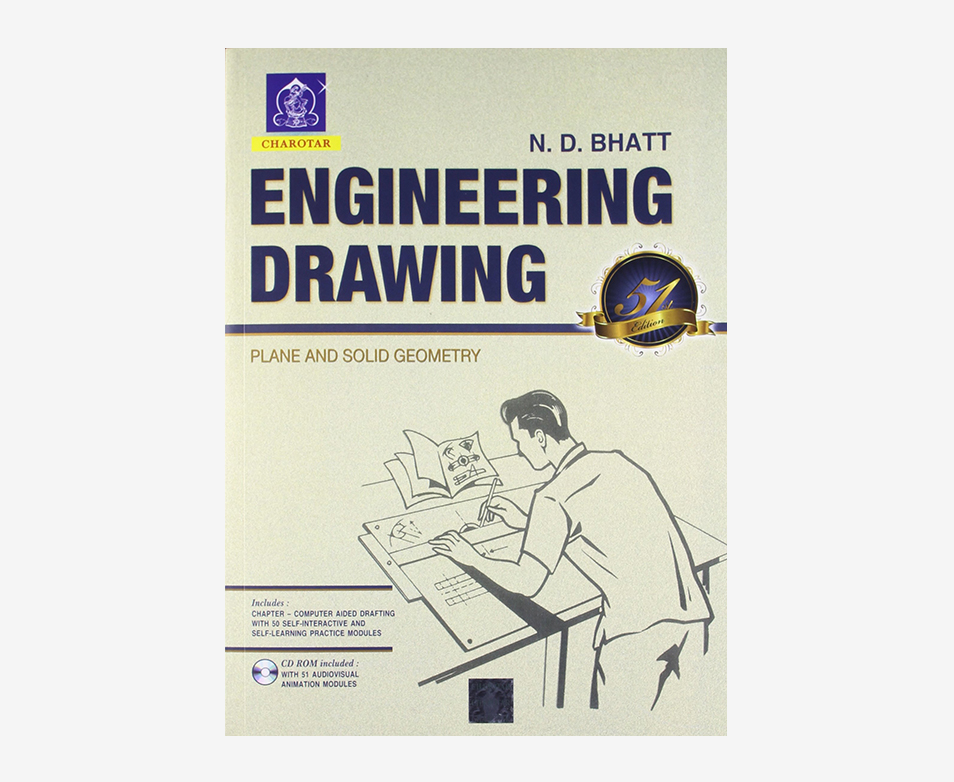 CHAROTAR
N. D. BHATT
ENGINEERING
DRAWING
51st
Edition
PLANE AND SOLID GEOMETRY
Includes :
CHAPTER – COMPUTER AIDED DRAFTING
WITH 50 SELF-INTERACTIVE AND
SELF-LEARNING PRACTICE MODULES
CD ROM included :
WITH 51 AUDIOVISUAL
ANIMATION MODULES